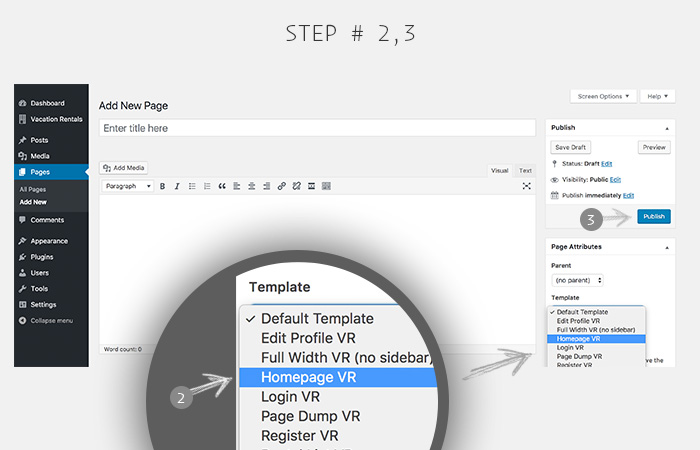 STEP # 2,3
Screen Options ▼
Help ▼
Dashboard
Vacation Rentals
Posts
Media
Pages
All Pages
Add New
Comments
Appearance
Plugins
Users
Tools
Settings
Collapse menu
Add New Page
Enter title here
Add Media
Visual
Text
Paragraph
B I
Word count: 0
Publish
Save Draft
Preview
Status: Draft Edit
Visibility: Public Edit
Publish immediately Edit
3
Publish
Page Attributes
Parent
(no parent)
Template
✓ Default Template
Edit Profile VR
Full Width VR (no sidebar)
Homepage VR
Login VR
Page Dump VR
Register VR
ve the
Template
✓ Default Template
Edit Profile VR
Full Width VR (no sidebar)
2
Homepage VR
Login VR
Page Dump VR
Register VR